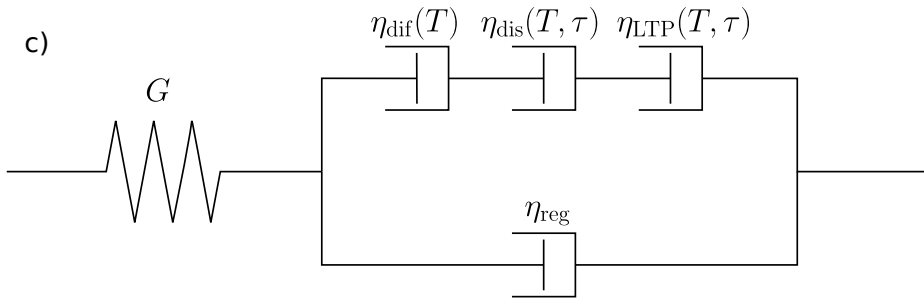 c)
η_dif(T) η_dis(T, τ) η_LTP(T, τ)
G
η_reg